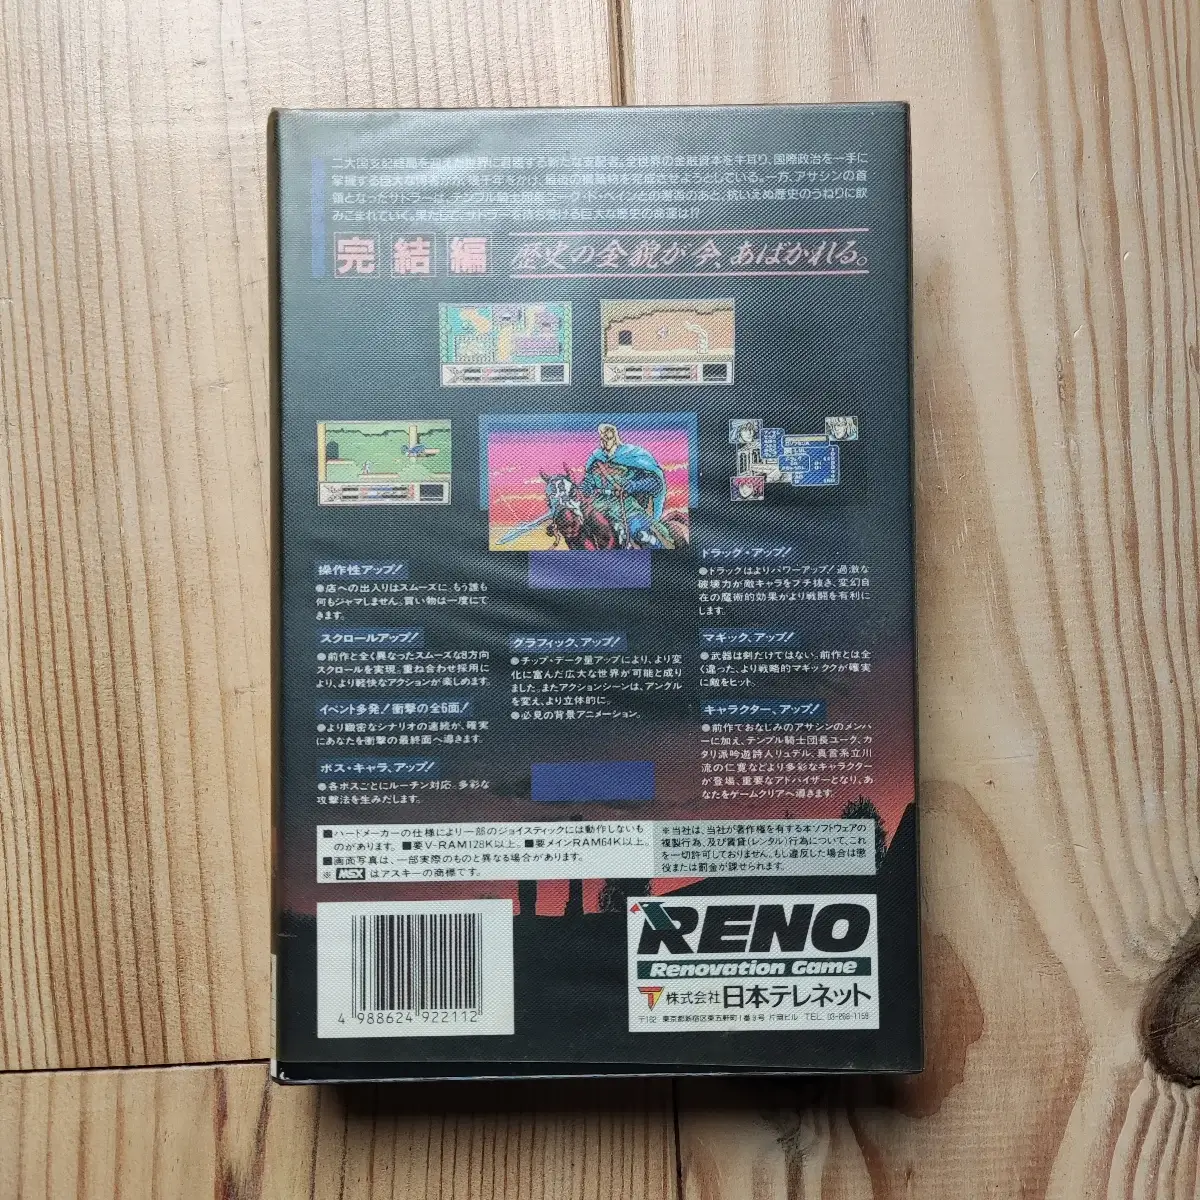 二大国支配終局を迎えた世界に君臨する新たな支配者。全世界の金融資本を牛耳り、国際政治を一手に
掌握する巨大な
領となったサドラーは、テンプル騎士団長ユーグ・ド・ペインとの激戦のあと、抗いえぬ歴史のうねりに飲
みこまれていく。果たして、サドラーを待ち受ける巨大な歴史の命運は!?
完結編
歴史の全貌が今、あばかれる。
操作性アップ!
●店への出入りはスムーズに、もう誰も
何もジャマしません。買い物は一度にで
きます。
スクロールアップ!
●前作と全く異なったスムーズな8方向
スクロールを実現。重ね合わせ採用に
より、より軽快なアクションが楽しめます。
イベント多発!衝撃の全6面!
●より緻密なシナリオの連続が、確実
にあなたを衝撃の最終面へ導きます。
ボス・キャラ、アップ!
●各ボスごとにルーチン対応。多彩な
攻撃法を生みだします。
グラフィック、アップ!
●チップ・データ量アップにより、より変
化に富んだ広大な世界が可能と成り
ました。またアクションシーンは、アングル
を変え、より立体的に。
●必見の背景アニメーション。
ドラッグ・アップ!
●ドラックはよりパワーアップ!過激な
破壊力が敵キャラをブチ抜き、変幻自
在の魔術的効果がより戦闘を有利に
します。
マギック、アップ!
●武器は剣だけではない。前作とは全
く違った、より戦略的マギッククが確実
に敵をヒット。
キャラクター、アップ!
●前作でおなじみのアサシンのメンバ
ーに加え、テンプル騎士団長ユーグ、カ
タリ派吟遊詩人リュデル、真言系立川
流の仁寛などより多彩なキャラクター
が登場、重要なアドバイザーとなり、あ
なたをゲームクリアへ導きます。
■ハードメーカーの仕様により一部のジョイスティックには動作しないも
のがあります。■要V-RAM128K以上。■要メインRAM64K以上。
■画面写真は、一部実際のものと異なる場合があります。
※MSXはアスキーの商標です。
※当社は、当社が著作権を有する本ソフトウェアの
複製行為、及び賃貸(レンタル)行為について、これ
を一切許可しておりません。もし違反した場合は懲
役または罰金が課せられます。
4 988624 922112
RENO
Renovation Game
株式会社 日本テレネット
〒162 東京都新宿区東五軒町1番9号 片岡ビル TEL. 03-268-1159